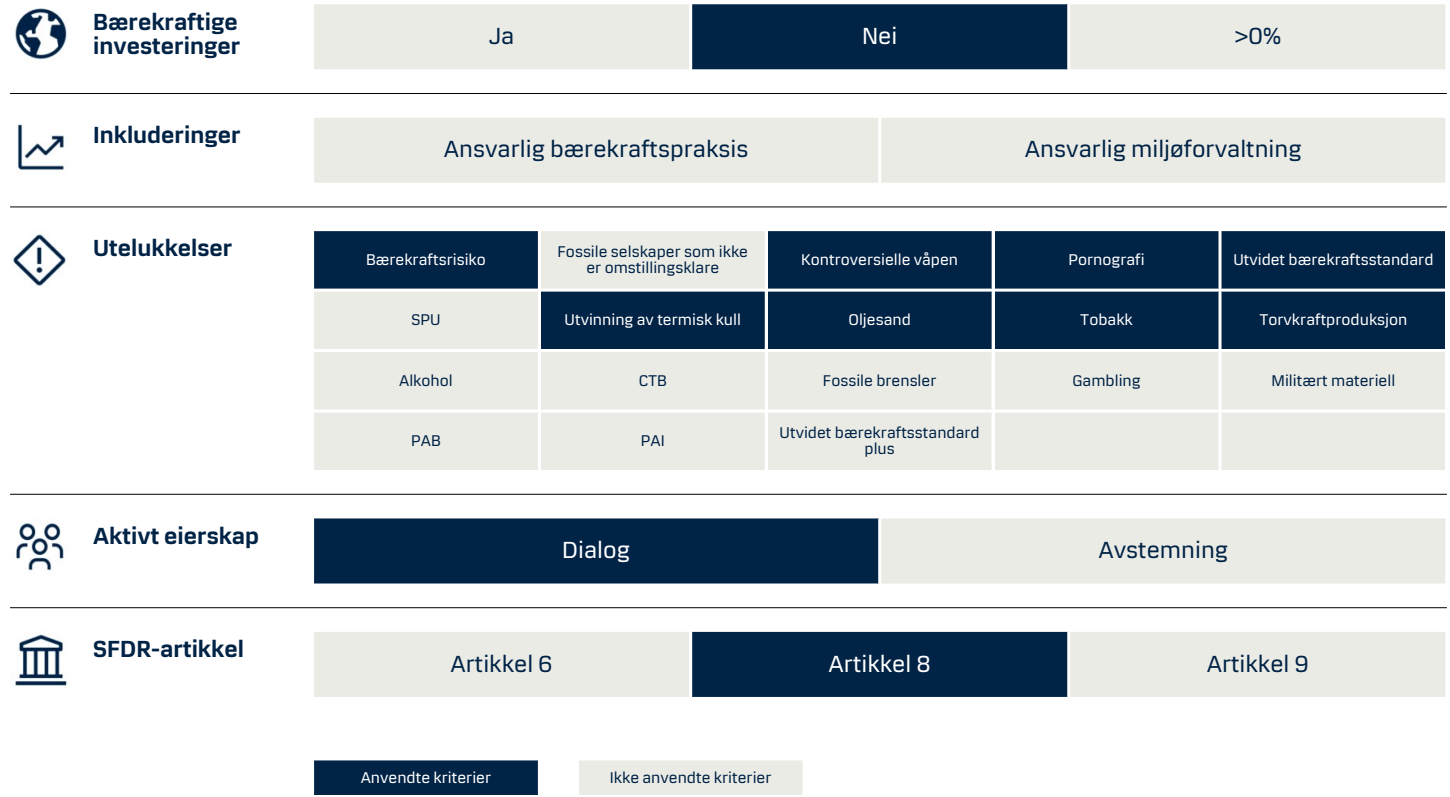 Bærekraftige
investeringer
Ja
Nei
>0%
Inkluderinger
Ansvarlig bærekraftspraksis
Ansvarlig miljøforvaltning
Utelukkelser
Bærekraftsrisiko
Fossile selskaper som ikke
er omstillingsklare
Kontroversielle våpen
Pornografi
Utvidet bærekraftsstandard
SPU
Utvinning av termisk kull
Oljesand
Tobakk
Torvkraftproduksjon
Alkohol
CTB
Fossile brensler
Gambling
Militært materiell
PAB
PAI
Utvidet bærekraftsstandard
plus
Aktivt eierskap
Dialog
Avstemning
SFDR-artikkel
Artikkel 6
Artikkel 8
Artikkel 9
Anvendte kriterier
Ikke anvendte kriterier